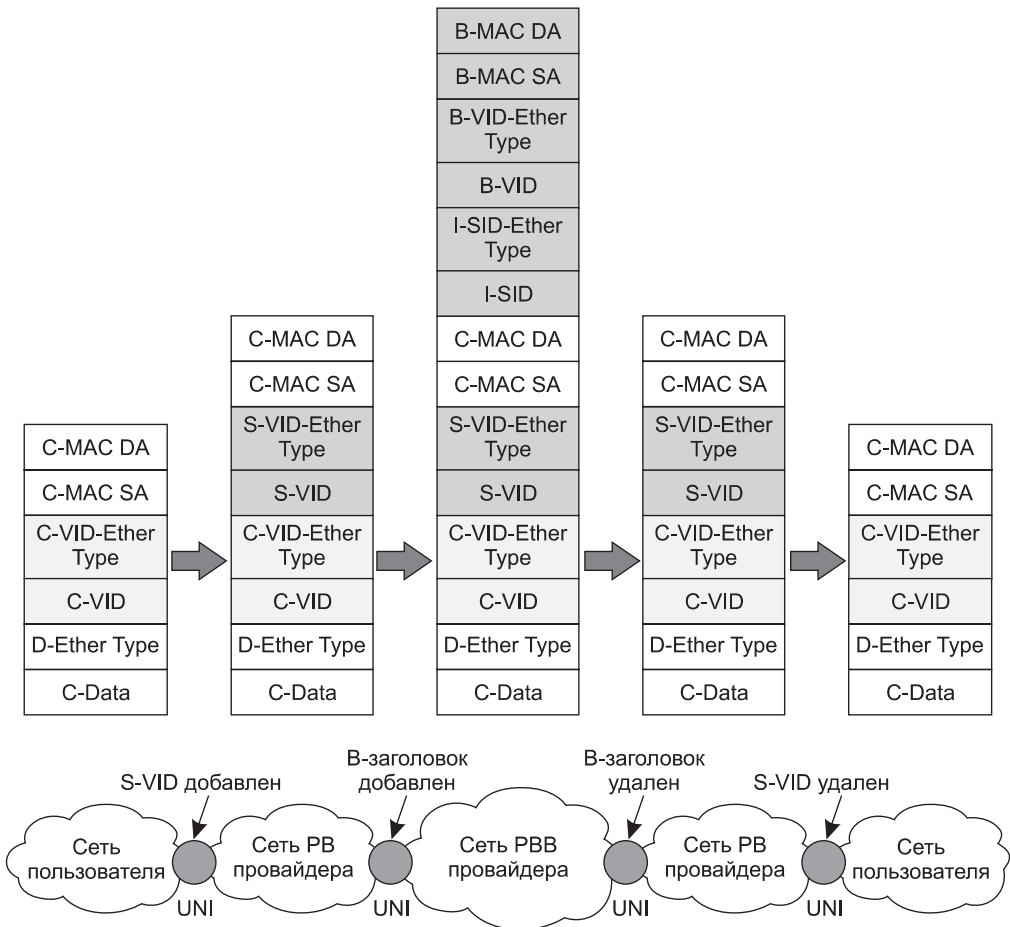 C-MAC DA
C-MAC SA
C-VID-Ether
Type
C-VID
D-Ether Type
C-Data
C-MAC DA
C-MAC SA
S-VID-Ether
Type
S-VID
C-VID-Ether
Type
C-VID
D-Ether Type
C-Data
B-MAC DA
B-MAC SA
B-VID-Ether
Type
B-VID
I-SID-Ether
Type
I-SID
C-MAC DA
C-MAC SA
S-VID-Ether
Type
S-VID
C-VID-Ether
Type
C-VID
D-Ether Type
C-Data
C-MAC DA
C-MAC SA
S-VID-Ether
Type
S-VID
C-VID-Ether
Type
C-VID
D-Ether Type
C-Data
C-MAC DA
C-MAC SA
C-VID-Ether
Type
C-VID
D-Ether Type
C-Data
S-VID добавлен
B-заголовок
добавлен
B-заголовок
удален
S-VID удален
Сеть
пользователя
Сеть PB
провайдера
Сеть PBB
провайдера
Сеть PB
провайдера
Сеть
пользователя
UNI
UNI
UNI
UNI